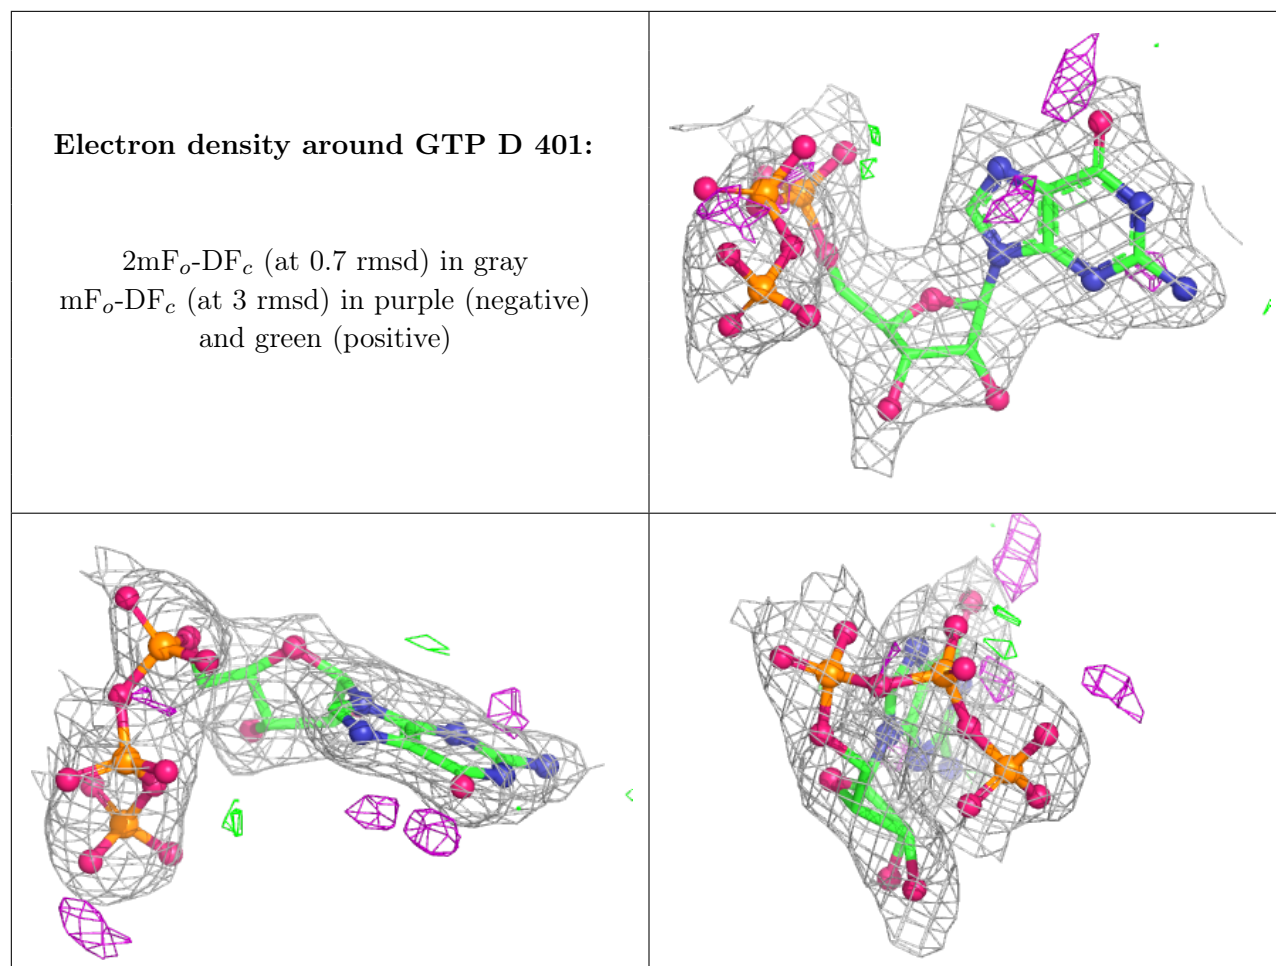 Electron density around GTP D 401:
2mFo-DFc (at 0.7 rmsd) in gray
mFo-DFc (at 3 rmsd) in purple (negative)
and green (positive)